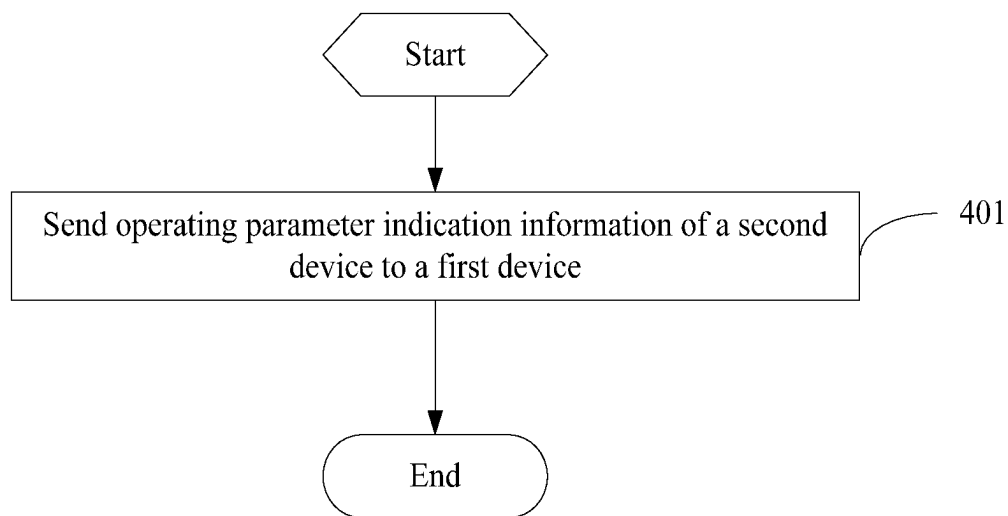 Start
Send operating parameter indication information of a second
device to a first device
401
End